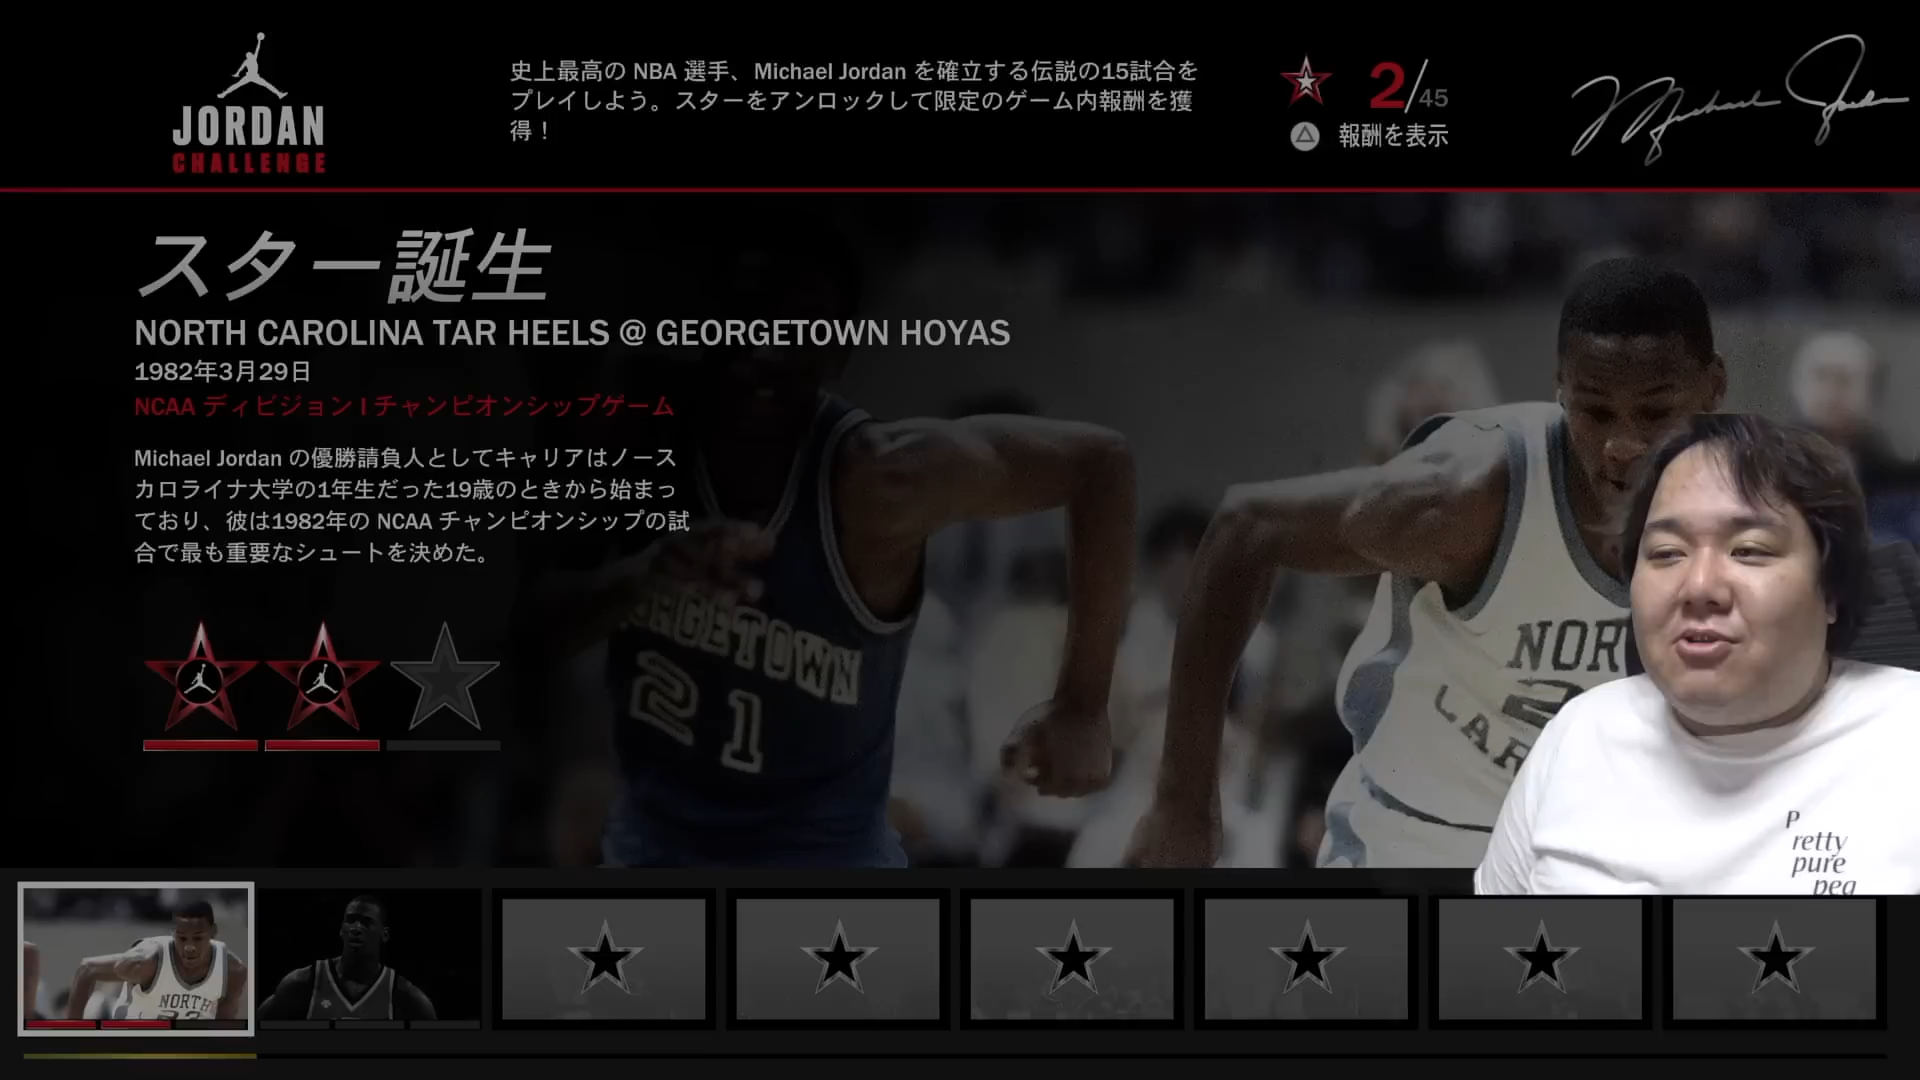 JORDAN
CHALLENGE
史上最高の NBA 選手、Michael Jordan を確立する伝説の15試合を
プレイしよう。スターをアンロックして限定のゲーム内報酬を獲
得！
2/45
報酬を表示
Michael Jordan
スター誕生
NORTH CAROLINA TAR HEELS @ GEORGETOWN HOYAS
1982年3月29日
NCAA ディビジョン I チャンピオンシップゲーム
Michael Jordan の優勝請負人としてキャリアはノース
カロライナ大学の1年生だった19歳のときから始まっ
ており、彼は1982年の NCAA チャンピオンシップの試
合で最も重要なシュートを決めた。
RGETOWN
21
NOR
2
CAR
P
retty
pure
pea
NORTH
23